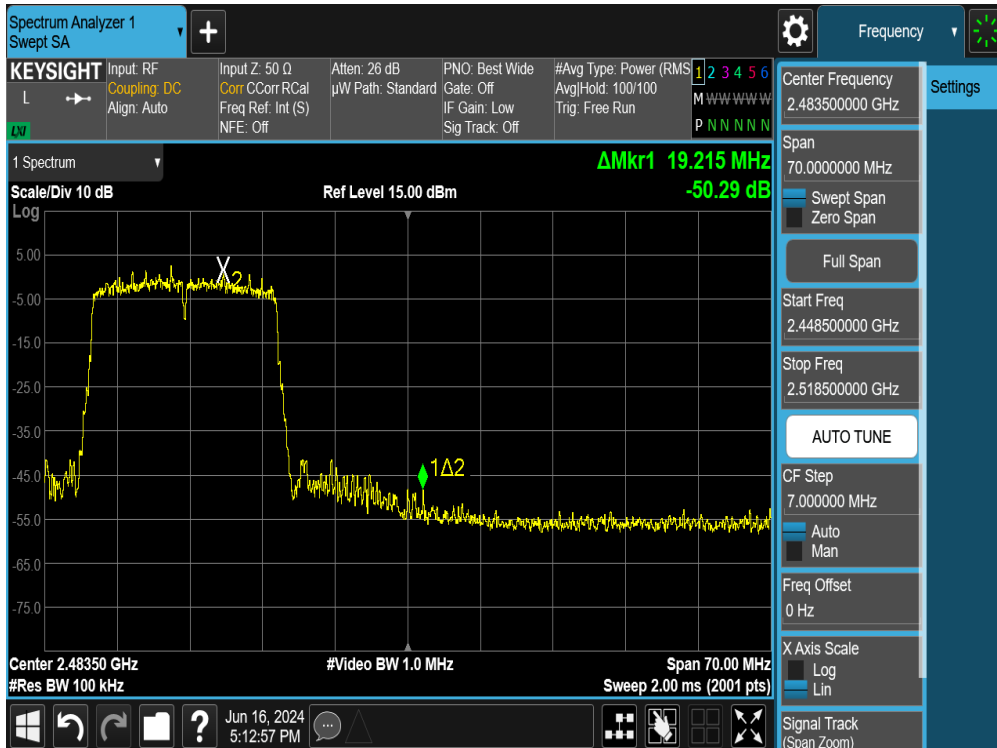 Spectrum Analyzer 1
Swept SA
+
Frequency
KEYSIGHT
L
LXI
Input: RF
Coupling: DC
Align: Auto
Input Z: 50 Ω
Corr CCorr RCal
Freq Ref: Int (S)
NFE: Off
Atten: 26 dB
µW Path: Standard
PNO: Best Wide
Gate: Off
IF Gain: Low
Sig Track: Off
#Avg Type: Power (RMS
Avg|Hold: 100/100
Trig: Free Run
1 2 3 4 5 6
M W W W W W
P N N N N N
1 Spectrum
ΔMkr1 19.215 MHz
-50.29 dB
Scale/Div 10 dB
Ref Level 15.00 dBm
Log
5.00
-5.00
-15.0
-25.0
-35.0
-45.0
-55.0
-65.0
-75.0
X2
1Δ2
Center 2.48350 GHz
#Video BW 1.0 MHz
Span 70.00 MHz
#Res BW 100 kHz
Sweep 2.00 ms (2001 pts)
Jun 16, 2024
5:12:57 PM
?
Center Frequency
2.483500000 GHz
Span
70.0000000 MHz
Swept Span
Zero Span
Full Span
Start Freq
2.448500000 GHz
Stop Freq
2.518500000 GHz
AUTO TUNE
CF Step
7.000000 MHz
Auto
Man
Freq Offset
0 Hz
X Axis Scale
Log
Lin
Signal Track
(Span Zoom)
Settings